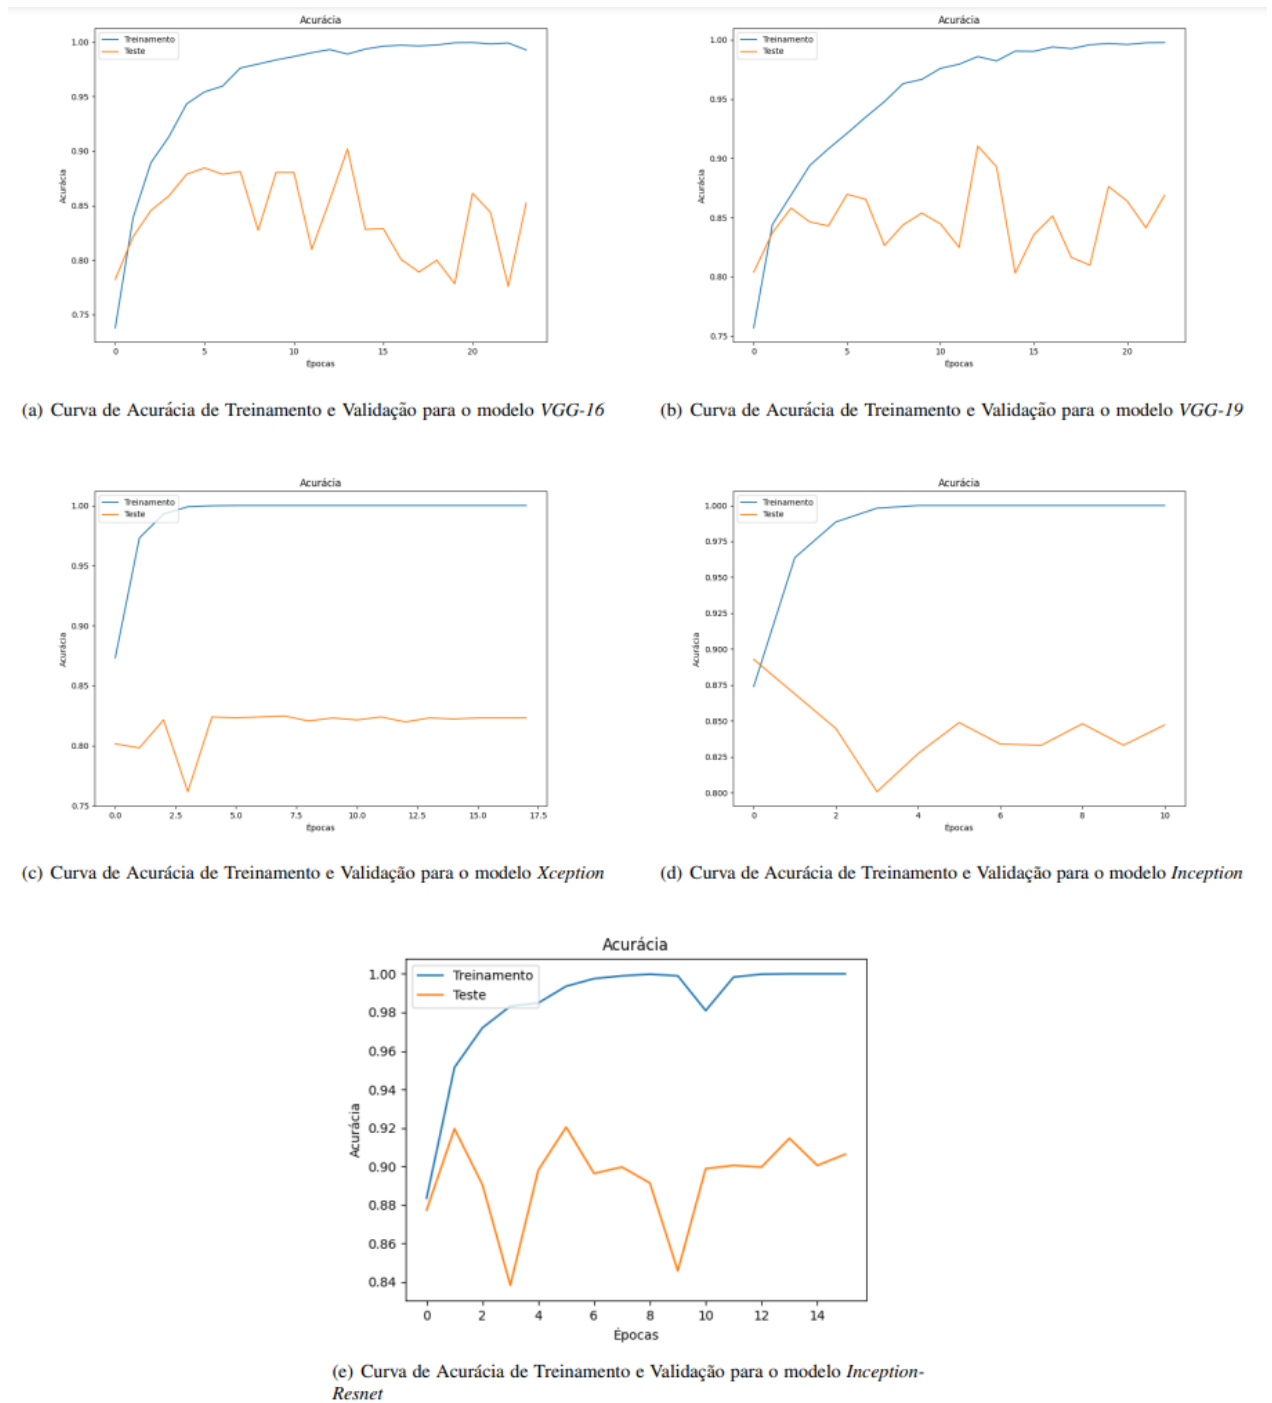 Acurácia
Treinamento
Teste
1.00
0.95
0.90
0.85
0.80
0.75
Acurácia
0 5 10 15 20
Épocas
(a) Curva de Acurácia de Treinamento e Validação para o modelo VGG-16
Acurácia
Treinamento
Teste
1.00
0.95
0.90
0.85
0.80
0.75
Acurácia
0 5 10 15 20
Épocas
(b) Curva de Acurácia de Treinamento e Validação para o modelo VGG-19
Acurácia
Treinamento
Teste
1.00
0.95
0.90
0.85
0.80
0.75
Acurácia
0.0 2.5 5.0 7.5 10.0 12.5 15.0 17.5
Épocas
(c) Curva de Acurácia de Treinamento e Validação para o modelo Xception
Acurácia
Treinamento
Teste
1.000
0.975
0.950
0.925
0.900
0.875
0.850
0.825
0.800
Acurácia
0 2 4 6 8 10
Épocas
(d) Curva de Acurácia de Treinamento e Validação para o modelo Inception
Acurácia
Treinamento
Teste
1.00
0.98
0.96
0.94
0.92
0.90
0.88
0.86
0.84
Acurácia
0 2 4 6 8 10 12 14
Épocas
(e) Curva de Acurácia de Treinamento e Validação para o modelo Inception-
Resnet